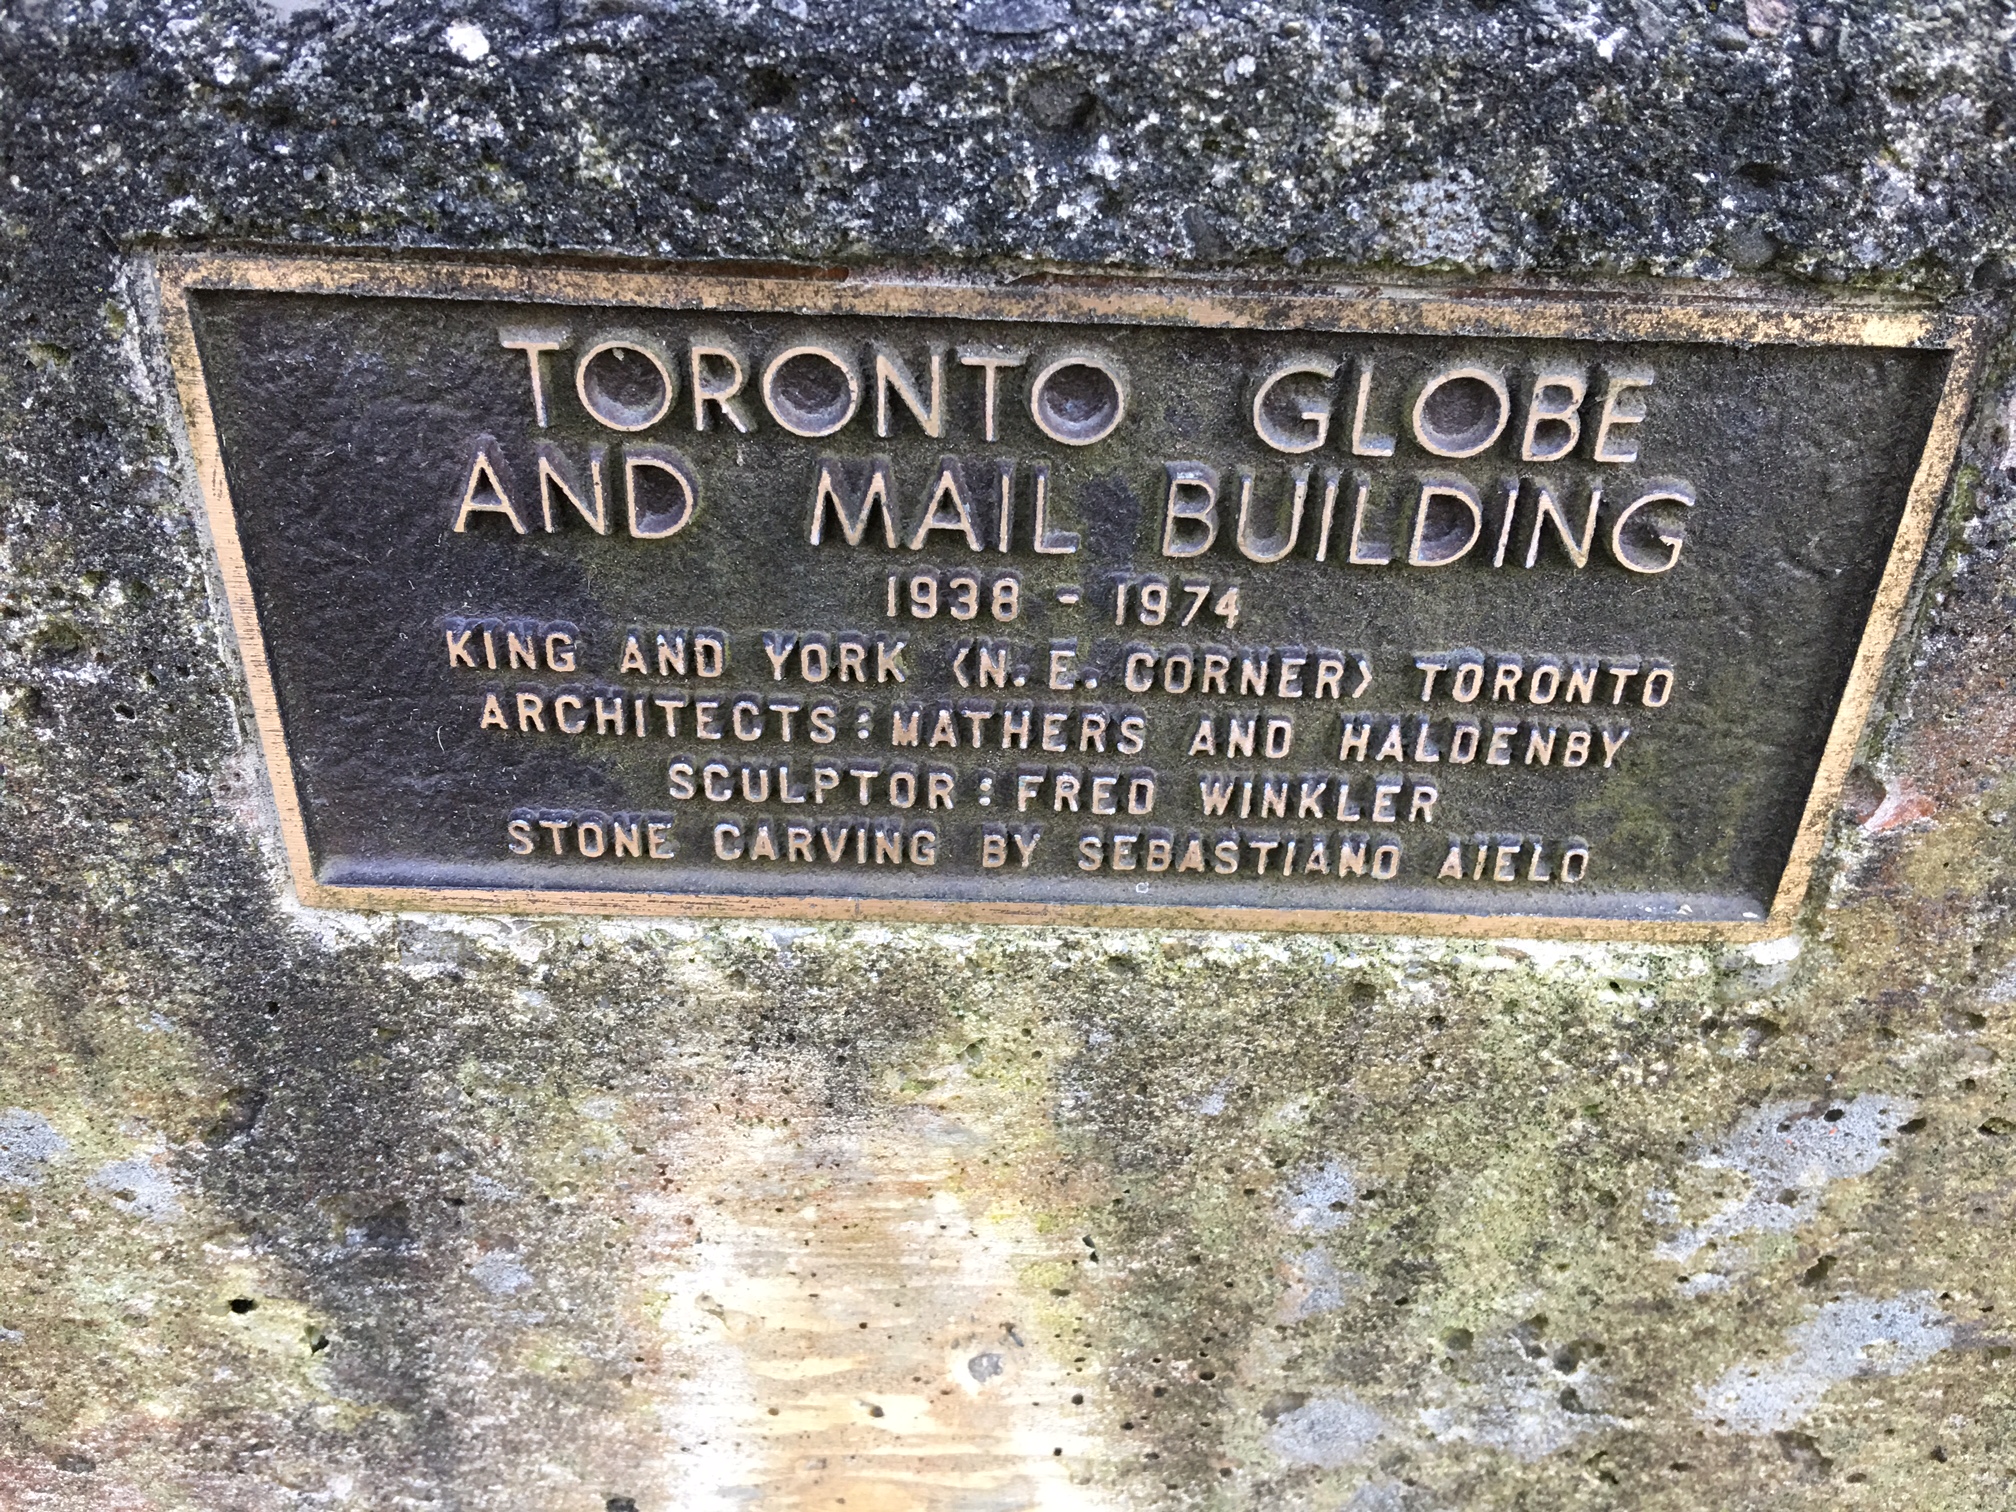 TORONTO GLOBE
AND MAIL BUILDING
1938 - 1974
KING AND YORK (N. E. CORNER) TORONTO
ARCHITECTS: MATHERS AND HALDENBY
SCULPTOR: FRED WINKLER
STONE CARVING BY SEBASTIANO AIELO